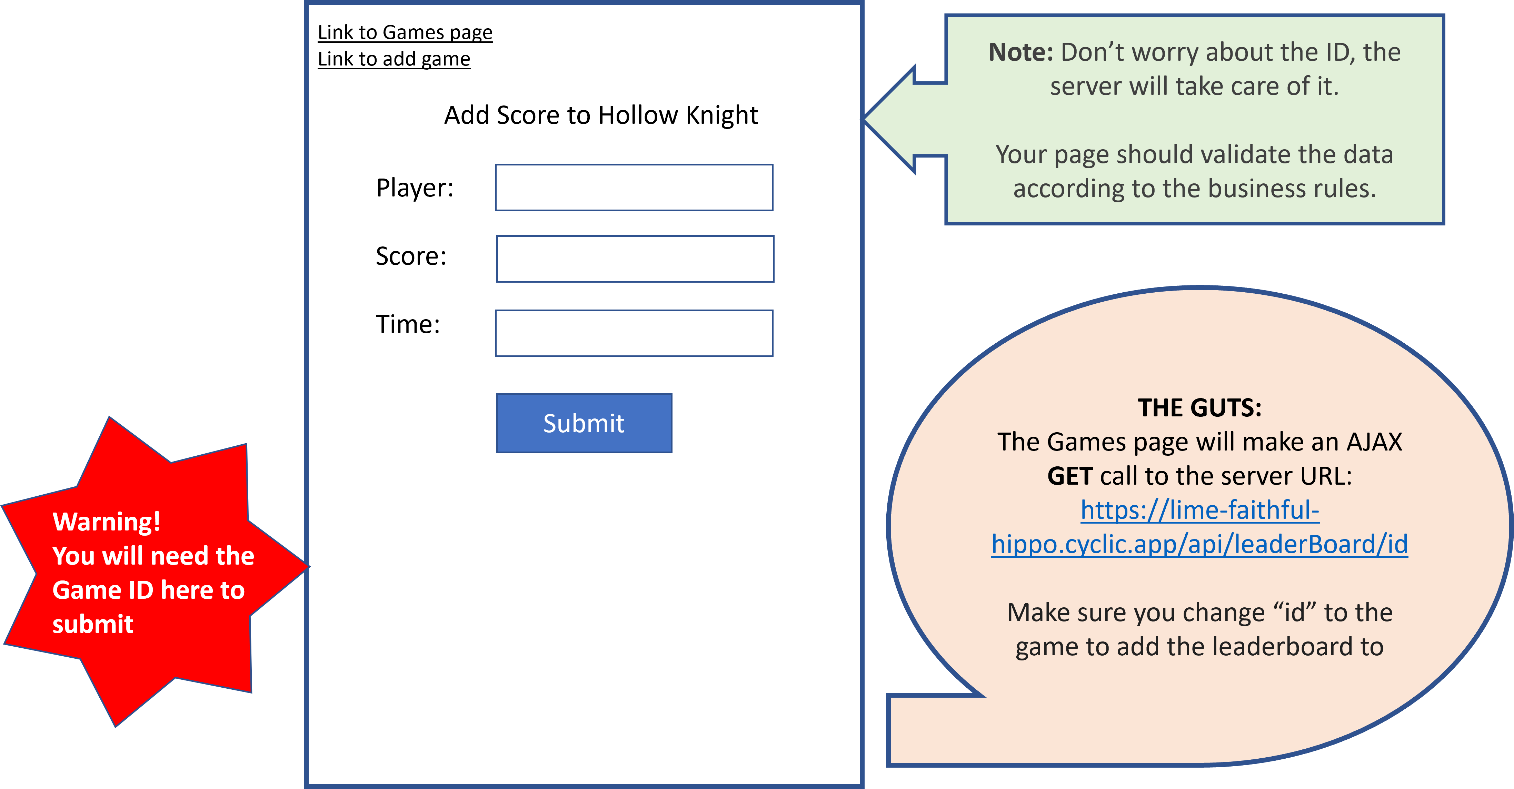 Link to Games page
Link to add game
Add Score to Hollow Knight
Player:
Score:
Time:
Submit
Note: Don’t worry about the ID, the
server will take care of it.
Your page should validate the data
according to the business rules.
Warning!
You will need the
Game ID here to
submit
THE GUTS:
The Games page will make an AJAX
GET call to the server URL:
https://lime-faithful-
hippo.cyclic.app/api/leaderBoard/id
Make sure you change “id” to the
game to add the leaderboard to